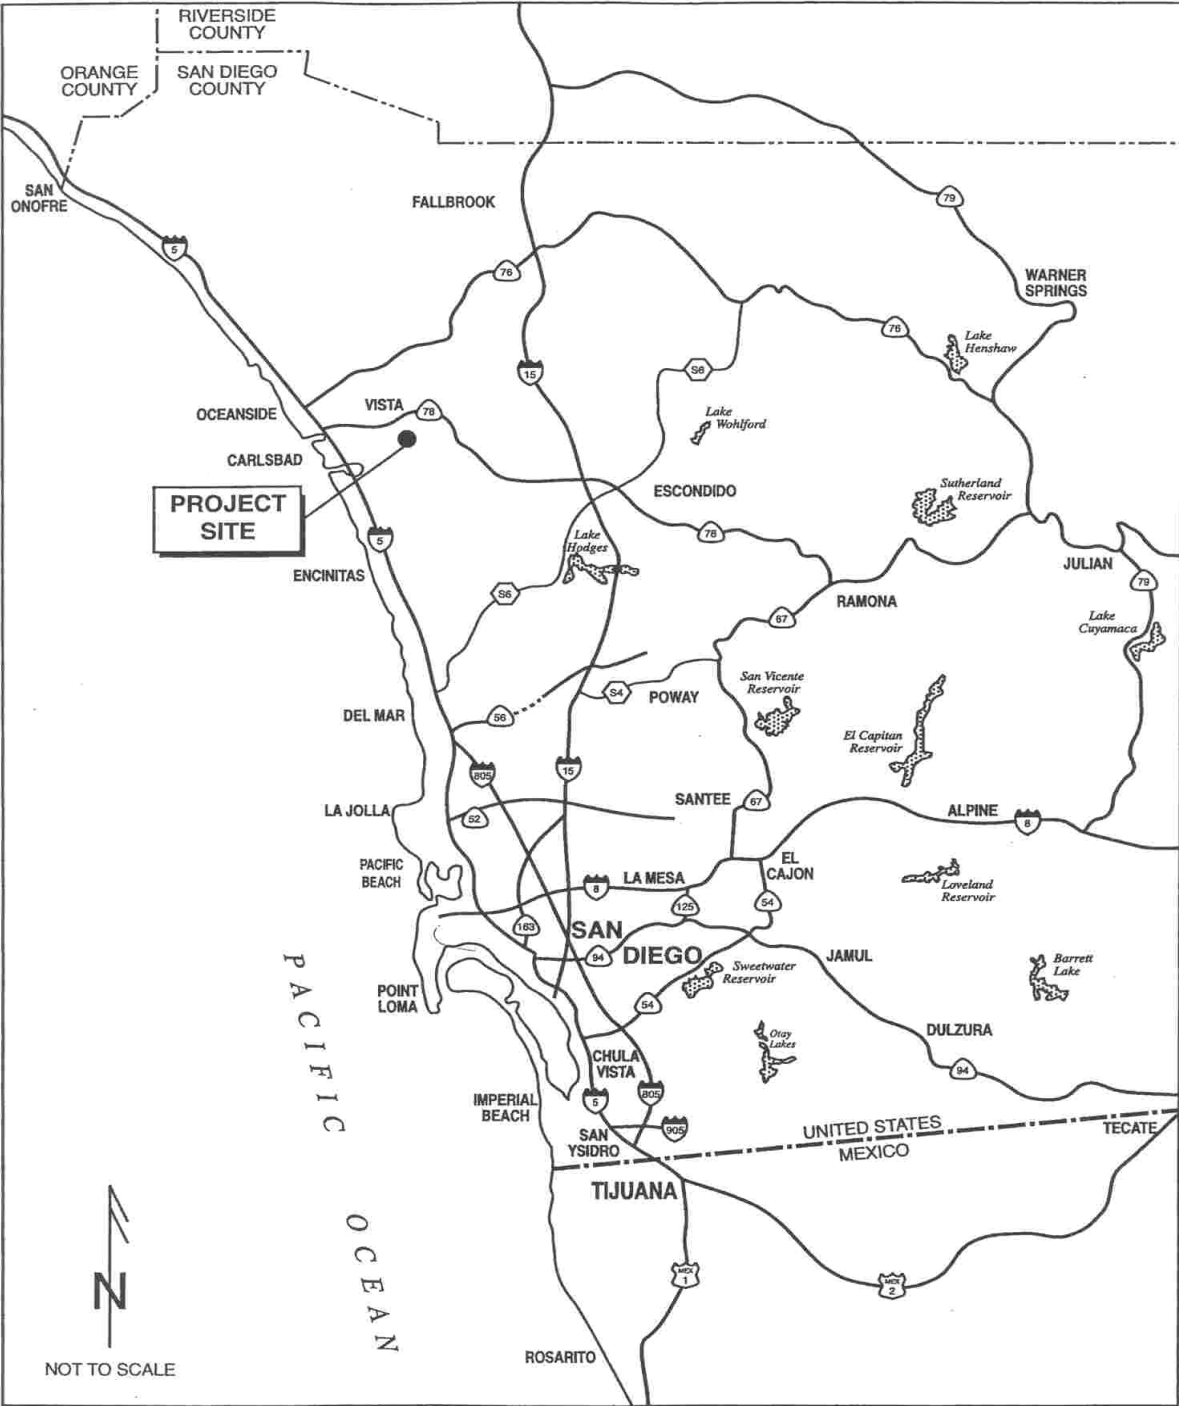 RIVERSIDE
COUNTY
ORANGE
COUNTY
SAN DIEGO
COUNTY
SAN
ONOFRE
FALLBROOK
79
5
76
WARNER
SPRINGS
76
Lake
Henshaw
15
S6
OCEANSIDE
VISTA
78
Lake
Wohlford
CARLSBAD
PROJECT
SITE
ESCONDIDO
Sutherland
Reservoir
5
78
Lake
Hodges
ENCINITAS
JULIAN
79
S6
RAMONA
67
Lake
Cuyamaca
San Vicente
Reservoir
S4
POWAY
DEL MAR
56
El Capitan
Reservoir
805
15
SANTEE
67
LA JOLLA
52
ALPINE
8
PACIFIC
BEACH
EL
CAJON
LA MESA
8
Loveland
Reservoir
125
54
163
SAN
DIEGO
94
JAMUL
Sweetwater
Reservoir
Barrett
Lake
POINT
LOMA
54
DULZURA
Otay
Lakes
CHULA
VISTA
94
5
805
IMPERIAL
BEACH
905
SAN
YSIDRO
UNITED STATES
MEXICO
TECATE
TIJUANA
PACIFIC
OCEAN
MEX
1
MEX
2
N
NOT TO SCALE
ROSARITO